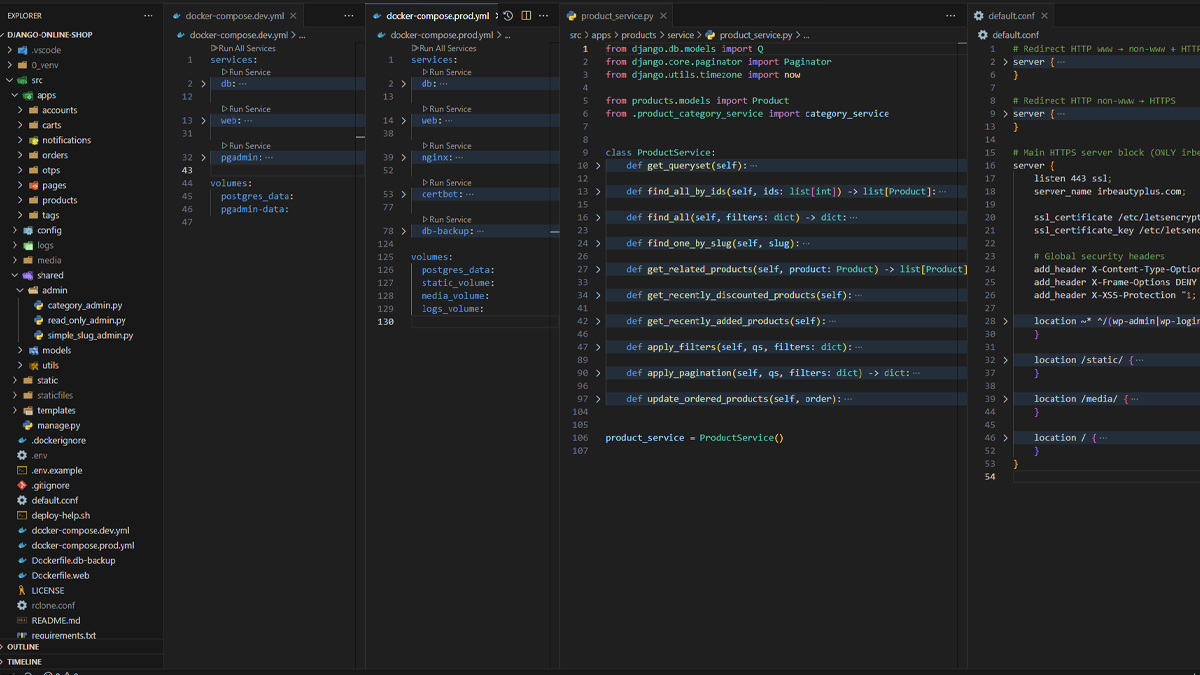 EXPLORER ···
DJANGO-ONLINE-SHOP
.vscode
0_venv
src
apps
accounts
carts
notifications
orders
otps
pages
products
tags
config
logs
media
shared
admin
category_admin.py
read_only_admin.py
simple_slug_admin.py
models
utils
static
staticfiles
templates
manage.py
.dockerignore
.env
.env.example
.gitignore
default.conf
deploy-help.sh
docker-compose.dev.yml
docker-compose.prod.yml
Dockerfile.db-backup
Dockerfile.web
LICENSE
rclone.conf
README.md
requirements.txt
OUTLINE
TIMELINE
docker-compose.dev.yml × ···
docker-compose.dev.yml > ...
Run All Services
1 services:
Run Service
2 db: ···
12
Run Service
13 web: ···
31
Run Service
32 pgadmin: ···
43
44 volumes:
45 postgres_data:
46 pgadmin-data:
47
docker-compose.prod.yml ···
docker-compose.prod.yml > ...
Run All Services
1 services:
Run Service
2 db: ···
13
Run Service
14 web: ···
38
Run Service
39 nginx: ···
52
Run Service
53 certbot: ···
77
Run Service
78 db-backup: ···
124
125 volumes:
126 postgres_data:
127 static_volume:
128 media_volume:
129 logs_volume:
130
product_service.py × ···
src > apps > products > service > product_service.py > ...
1 from django.db.models import Q
2 from django.core.paginator import Paginator
3 from django.utils.timezone import now
4
5 from products.models import Product
6 from .product_category_service import category_service
7
8
9 class ProductService:
10 def get_queryset(self): ···
12
13 def find_all_by_ids(self, ids: list[int]) -> list[Product]: ···
15
16 def find_all(self, filters: dict) -> dict: ···
23
24 def find_one_by_slug(self, slug): ···
26
27 def get_related_products(self, product: Product) -> list[Product]
33
34 def get_recently_discounted_products(self): ···
41
42 def get_recently_added_products(self): ···
46
47 def apply_filters(self, qs, filters: dict): ···
89
90 def apply_pagination(self, qs, filters: dict) -> dict: ···
96
97 def update_ordered_products(self, order): ···
104
105
106 product_service = ProductService()
107
default.conf ×
default.conf
1 # Redirect HTTP www → non-www + HTTP
2 server { ···
6 }
7
8 # Redirect HTTP non-www → HTTPS
9 server { ···
13 }
14
15 # Main HTTPS server block (ONLY irbe
16 server {
17 listen 443 ssl;
18 server_name irbeautyplus.com;
19
20 ssl_certificate /etc/letsencrypt
21 ssl_certificate_key /etc/letsenc
22
23 # Global security headers
24 add_header X-Content-Type-Option
25 add_header X-Frame-Options DENY
26 add_header X-XSS-Protection "1;
27
28 location ~* ^/(wp-admin|wp-login
30 }
31
32 location /static/ { ···
37 }
38
39 location /media/ { ···
44 }
45
46 location / { ···
52 }
53 }
54